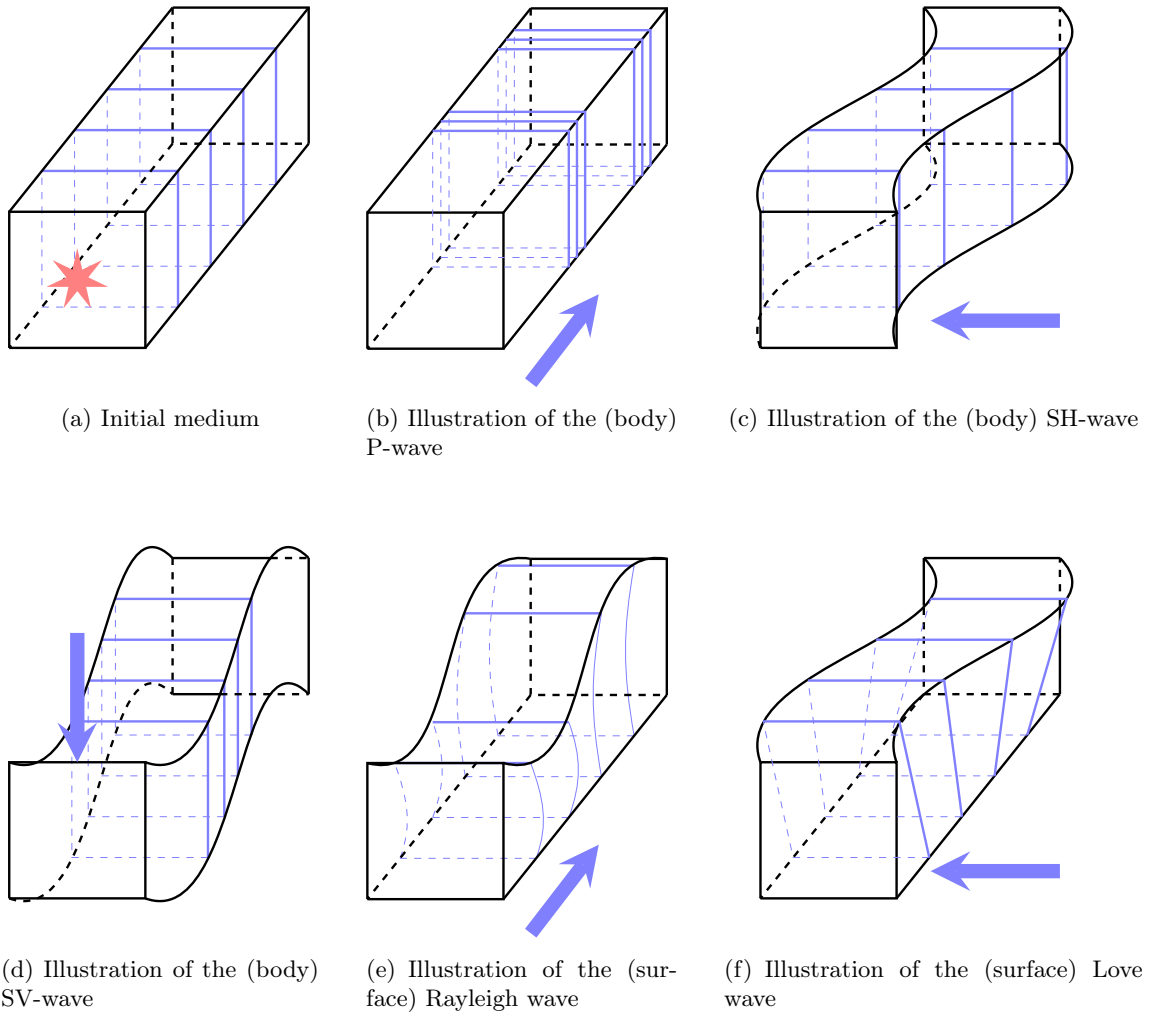 (a) Initial medium
(b) Illustration of the (body)
P-wave
(c) Illustration of the (body) SH-wave
(d) Illustration of the (body)
SV-wave
(e) Illustration of the (sur-
face) Rayleigh wave
(f) Illustration of the (surface) Love
wave